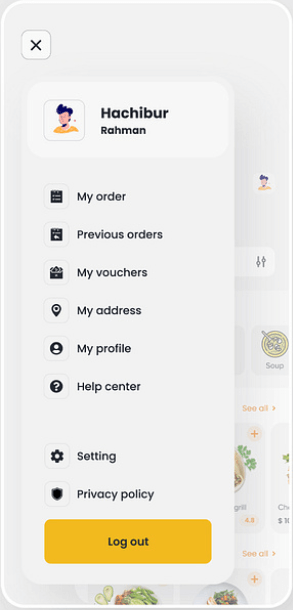 Hachibur
Rahman
My order
Previous orders
My vouchers
My address
My profile
Help center
Soup
See all >
grill
4.8
$ 10
Setting
Privacy policy
Log out
See all >